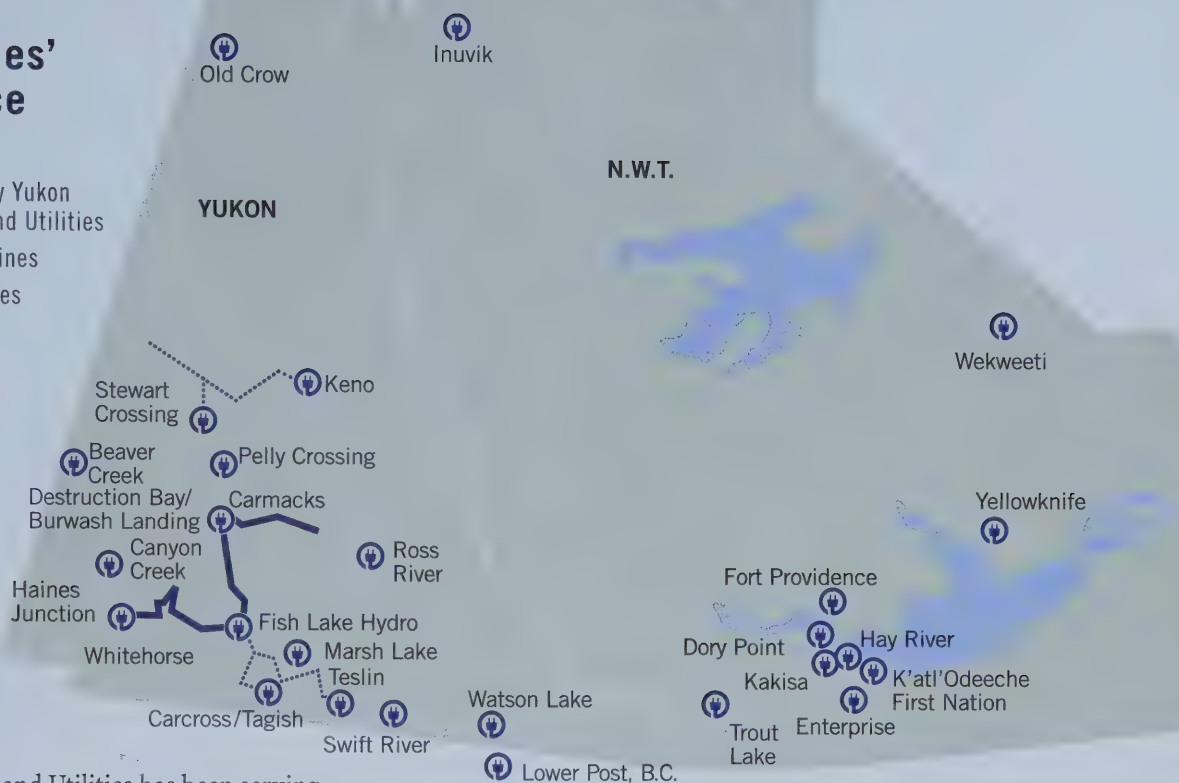 es’
ce
y Yukon
nd Utilities
ines
es
Old Crow
Inuvik
YUKON
N.W.T.
Wekweeti
Stewart
Crossing
Keno
Beaver
Creek
Pelly Crossing
Destruction Bay/
Burwash Landing
Carmacks
Yellowknife
Canyon
Creek
Ross
River
Haines
Junction
Fish Lake Hydro
Whitehorse
Marsh Lake
Teslin
Carcross/Tagish
Swift River
Watson Lake
Lower Post, B.C.
Fort Providence
Dory Point
Hay River
Kakisa
K’atl’Odeeche
First Nation
Enterprise
Trout
Lake
and Utilities has been serving